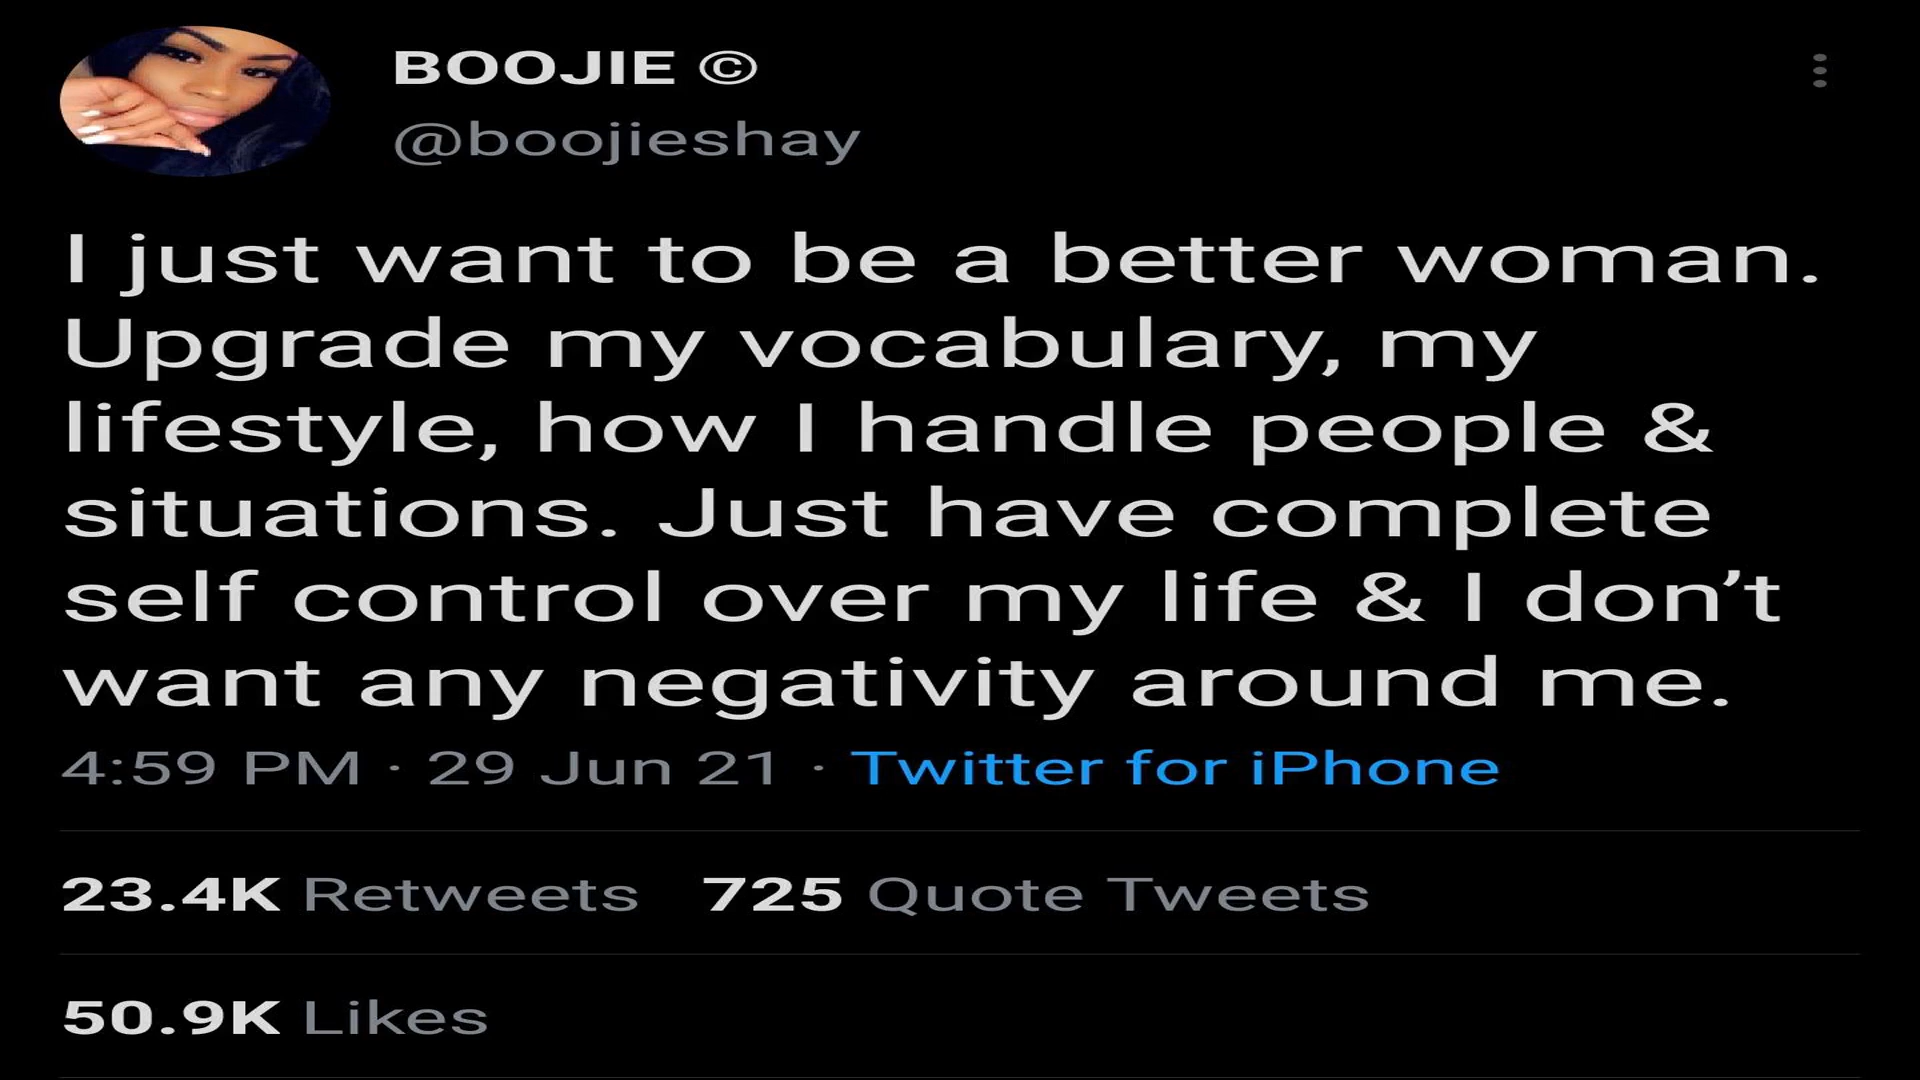 BOOJIE ©
@boojieshay
I just want to be a better woman.
Upgrade my vocabulary, my
lifestyle, how I handle people &
situations. Just have complete
self control over my life & I don’t
want any negativity around me.
4:59 PM · 29 Jun 21 · Twitter for iPhone
23.4K Retweets 725 Quote Tweets
50.9K Likes